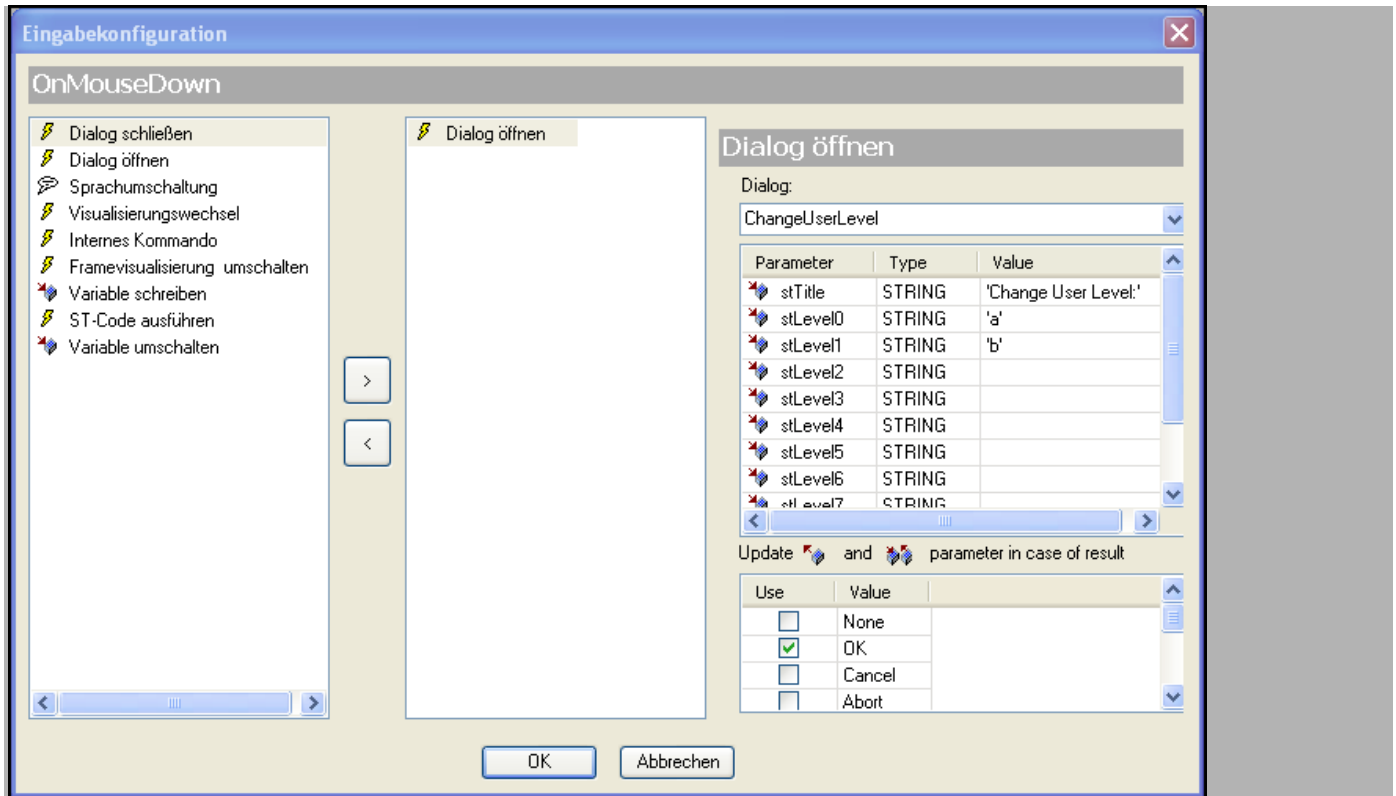 Eingabekonfiguration
OnMouseDown
Dialog schließen
Dialog öffnen
Sprachumschaltung
Visualisierungswechsel
Internes Kommando
Framevisualisierung umschalten
Variable schreiben
ST-Code ausführen
Variable umschalten
>
<
Dialog öffnen
Dialog öffnen
Dialog:
ChangeUserLevel
Parameter Type Value
stTitle STRING 'Change User Level:'
stLevel0 STRING 'a'
stLevel1 STRING 'b'
stLevel2 STRING
stLevel3 STRING
stLevel4 STRING
stLevel5 STRING
stLevel6 STRING
stLevel7 STRING
Update and parameter in case of result
Use Value
None
OK
Cancel
Abort
OK Abbrechen